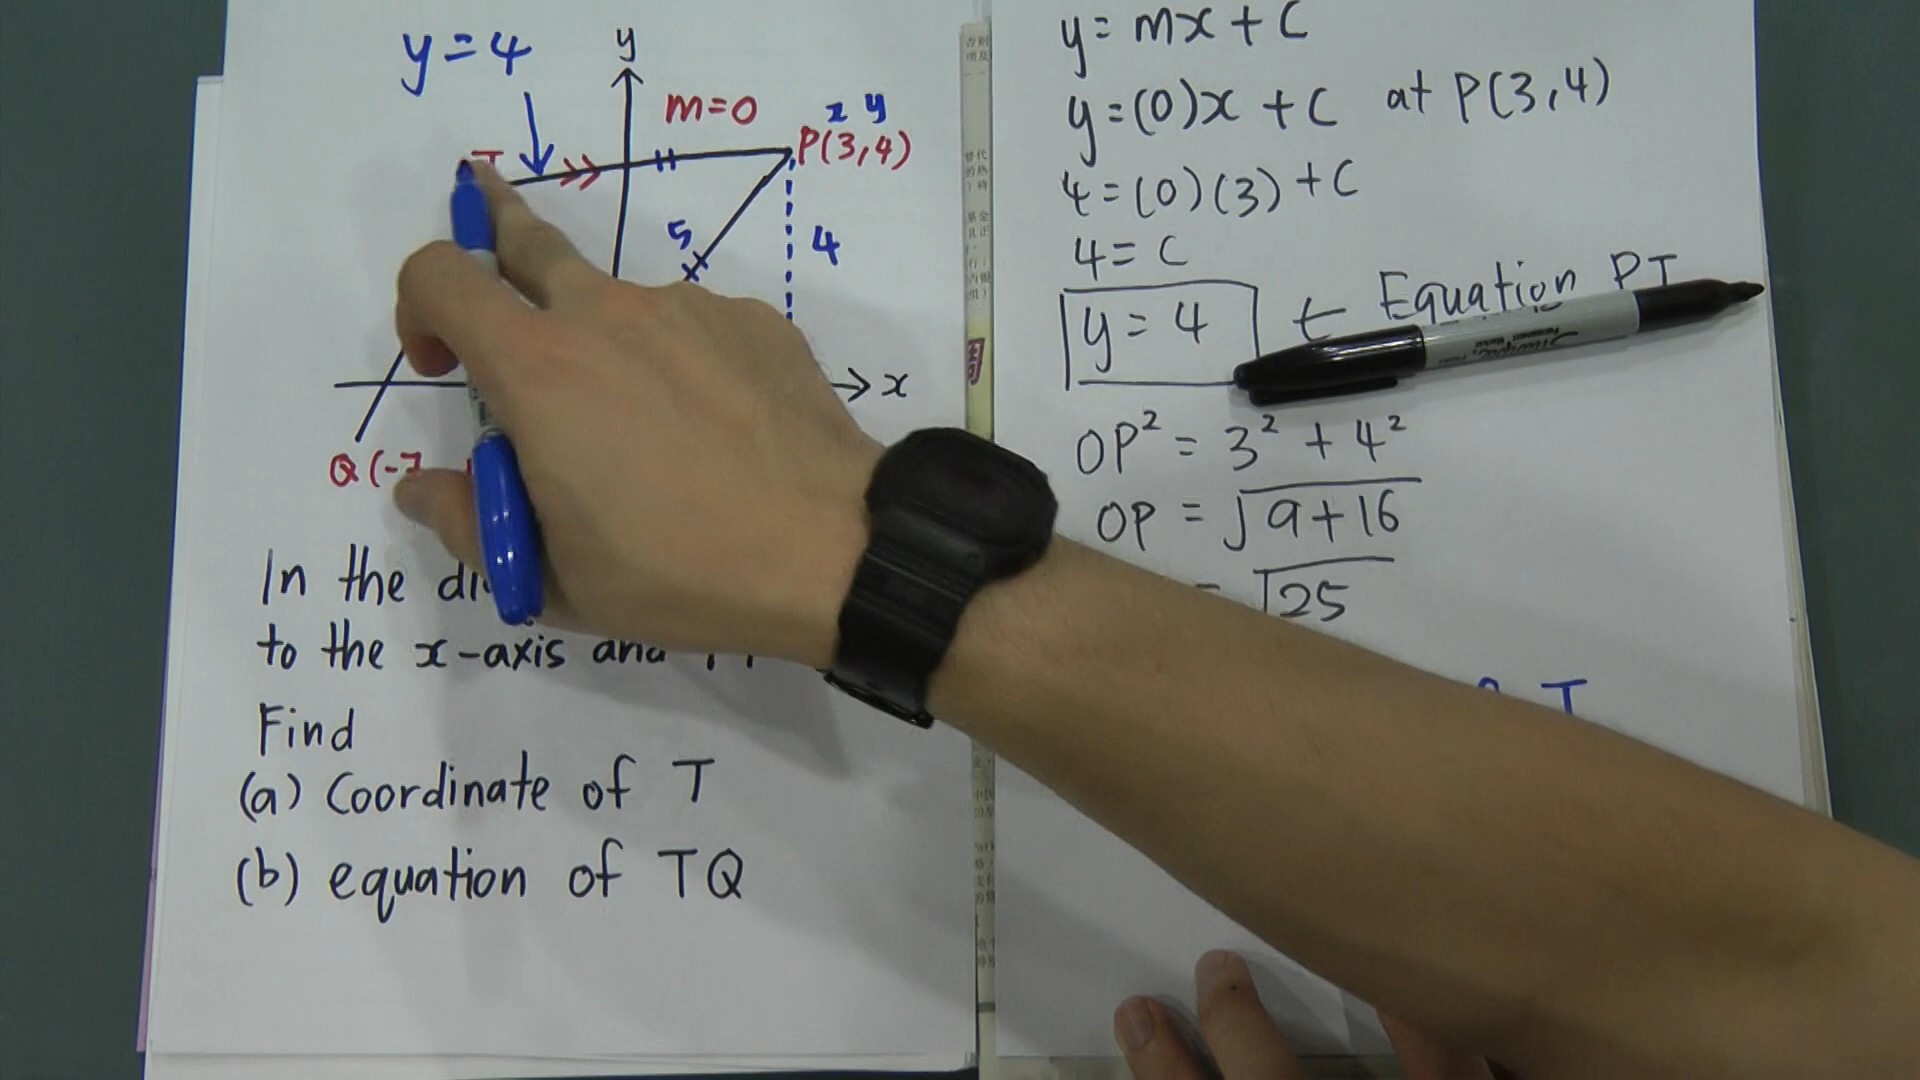 y = 4
y
m=0
x y
P(3,4)
T
5
4
x
Q (-7
In the
to the x-axis and
Find
(a) Coordinate of T
(b) equation of TQ
y = mx + C
y = (0)x + C at P(3,4)
4 = (0)(3) + C
4 = C
y = 4 ← Equation PT
OP² = 3² + 4²
OP = √9+16
= √25
T